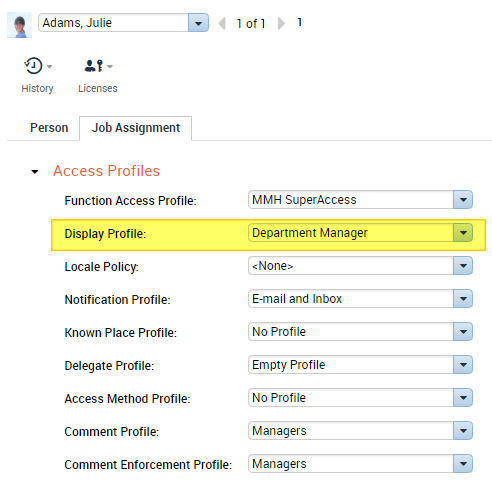 Adams, Julie 1 of 1 1
History Licenses
Person Job Assignment
Access Profiles
Function Access Profile: MMH SuperAccess
Display Profile: Department Manager
Locale Policy: <None>
Notification Profile: E-mail and Inbox
Known Place Profile: No Profile
Delegate Profile: Empty Profile
Access Method Profile: No Profile
Comment Profile: Managers
Comment Enforcement Profile: Managers